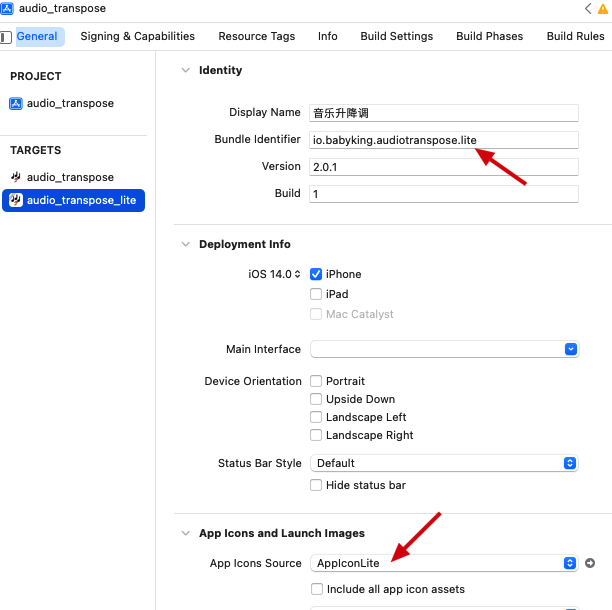 audio_transpose
General Signing & Capabilities Resource Tags Info Build Settings Build Phases Build Rules
PROJECT
audio_transpose
TARGETS
audio_transpose
audio_transpose_lite
Identity
Display Name 音乐升降调
Bundle Identifier io.babyking.audiotranspose.lite
Version 2.0.1
Build 1
Deployment Info
iOS 14.0 iPhone
iPad
Mac Catalyst
Main Interface
Device Orientation Portrait
Upside Down
Landscape Left
Landscape Right
Status Bar Style Default
Hide status bar
App Icons and Launch Images
App Icons Source AppIconLite
Include all app icon assets